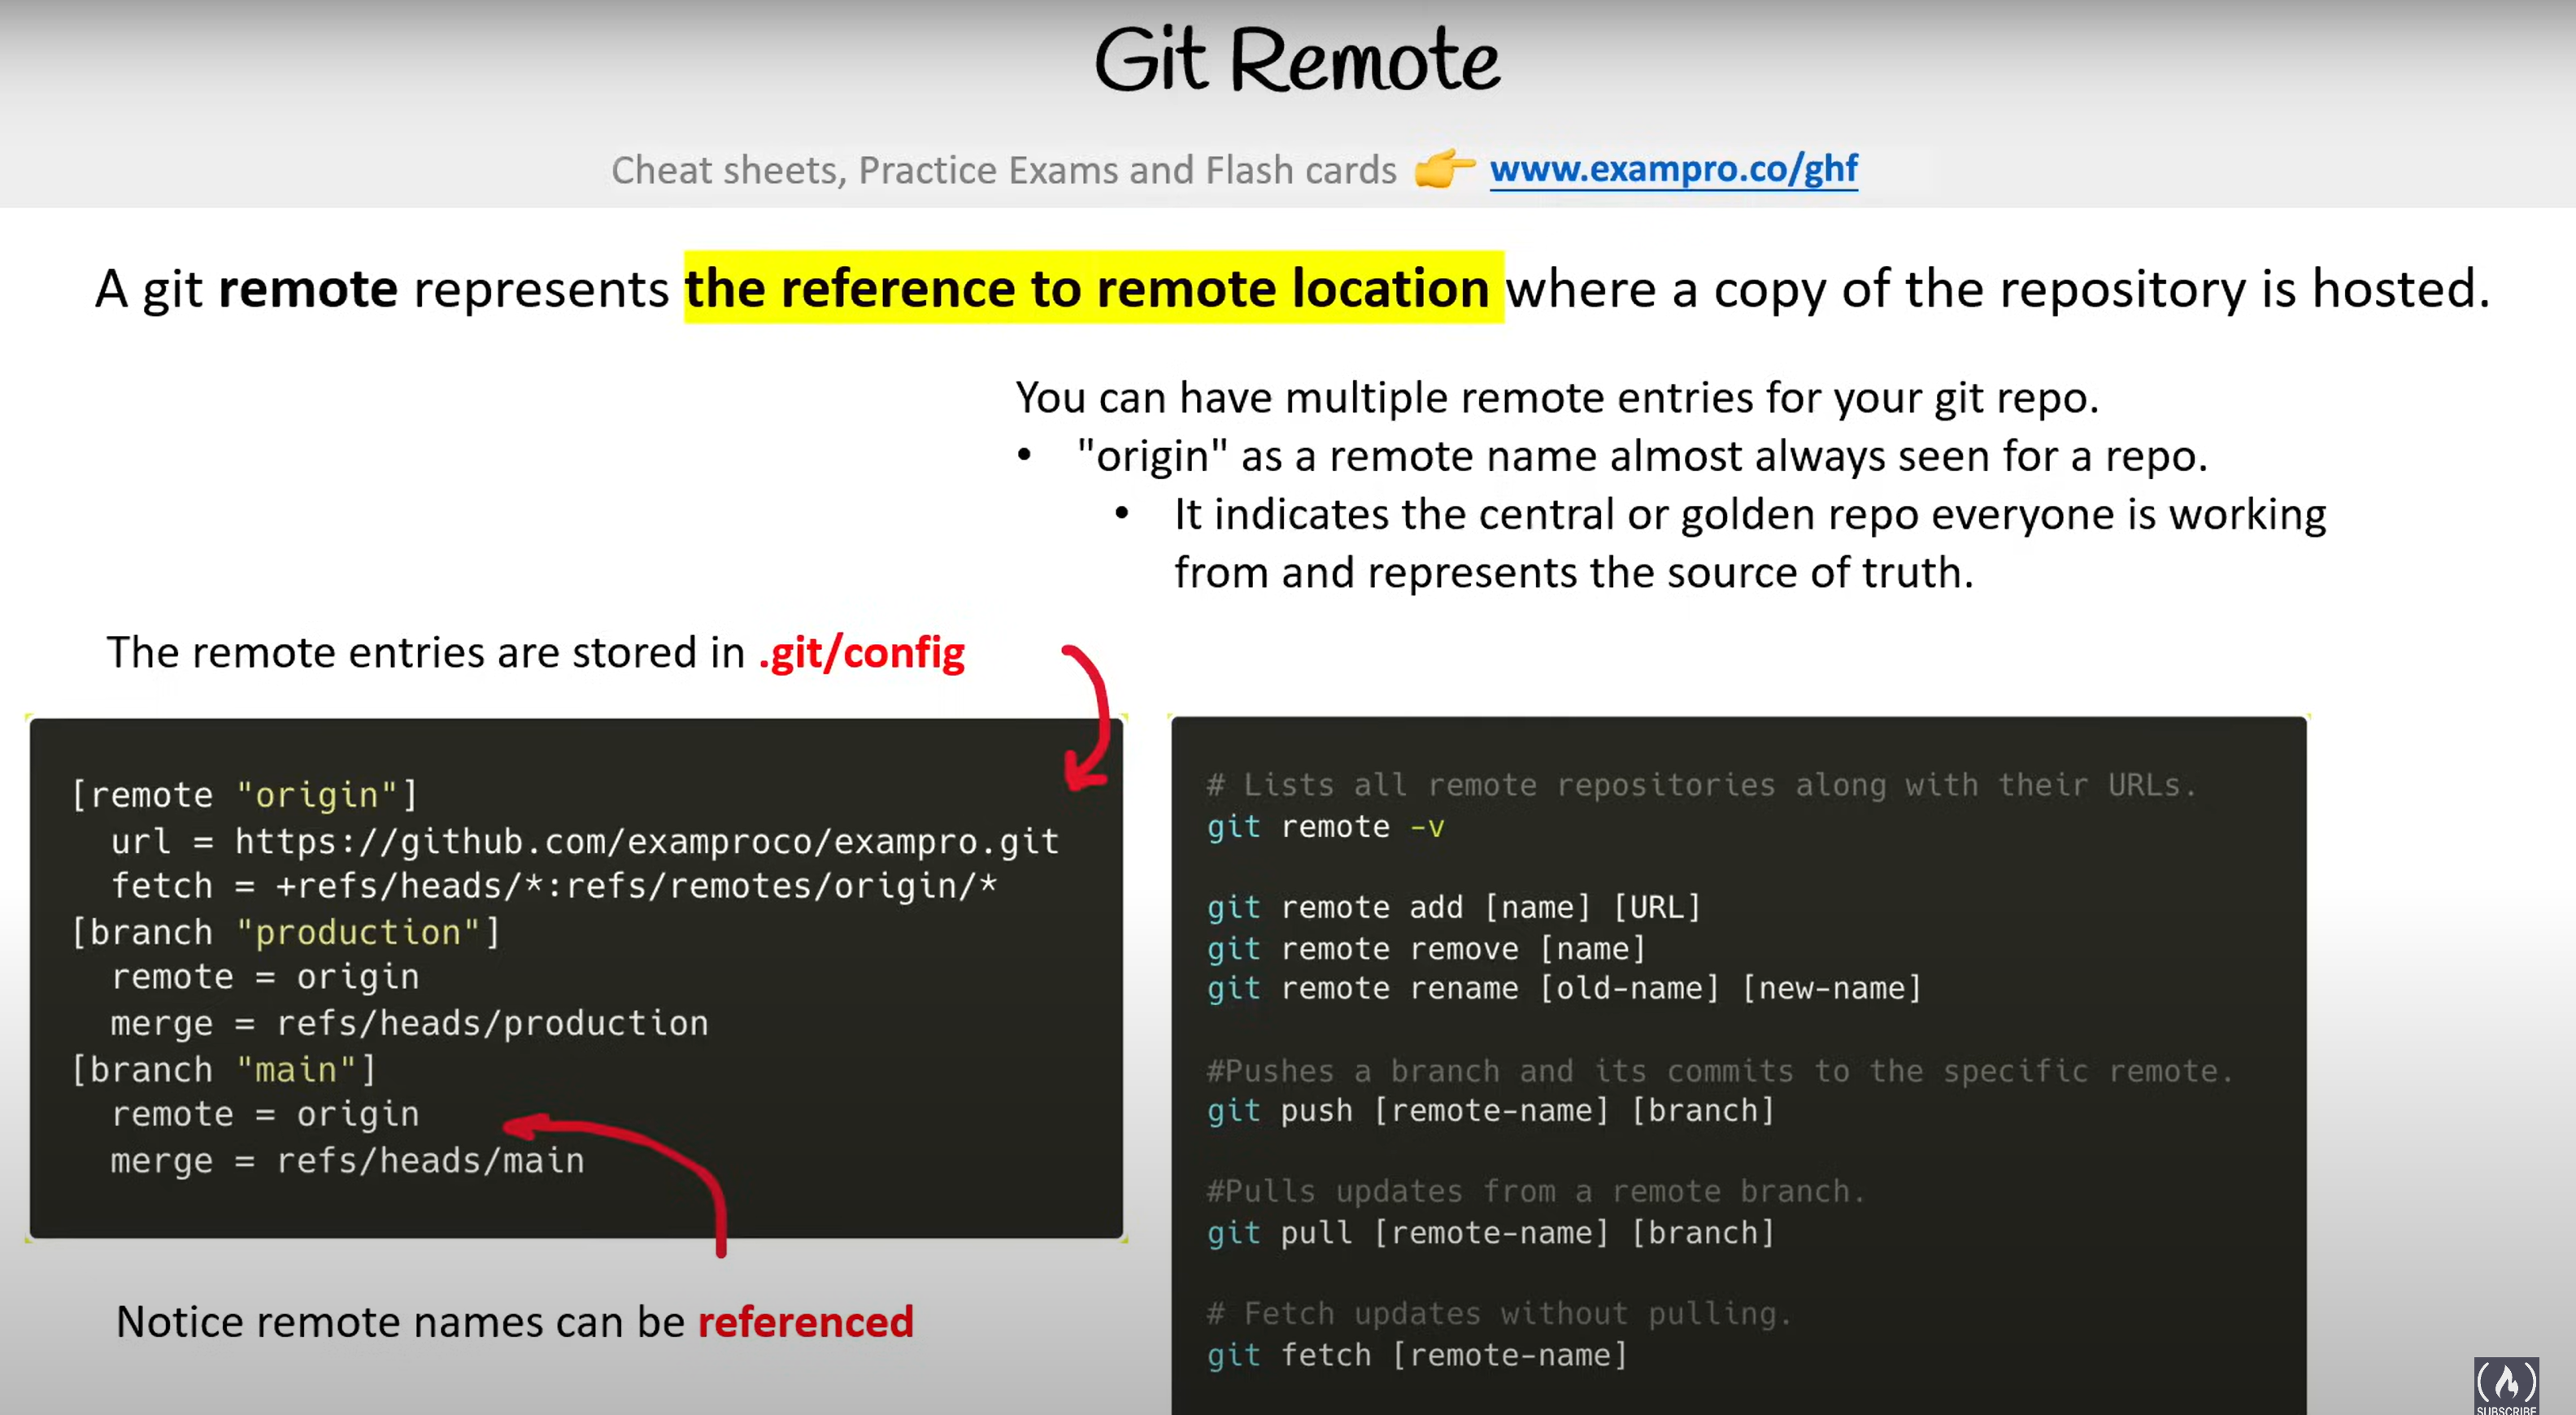 Git Remote
Cheat sheets, Practice Exams and Flash cards 👉 www.exampro.co/ghf
A git remote represents the reference to remote location where a copy of the repository is hosted.
You can have multiple remote entries for your git repo.
• "origin" as a remote name almost always seen for a repo.
• It indicates the central or golden repo everyone is working
from and represents the source of truth.
The remote entries are stored in .git/config
[remote "origin"]
  url = https://github.com/examproco/exampro.git
  fetch = +refs/heads/*:refs/remotes/origin/*
[branch "production"]
  remote = origin
  merge = refs/heads/production
[branch "main"]
  remote = origin
  merge = refs/heads/main
Notice remote names can be referenced
# Lists all remote repositories along with their URLs.
git remote -v
git remote add [name] [URL]
git remote remove [name]
git remote rename [old-name] [new-name]
#Pushes a branch and its commits to the specific remote.
git push [remote-name] [branch]
#Pulls updates from a remote branch.
git pull [remote-name] [branch]
# Fetch updates without pulling.
git fetch [remote-name]
SUBSCRIBE